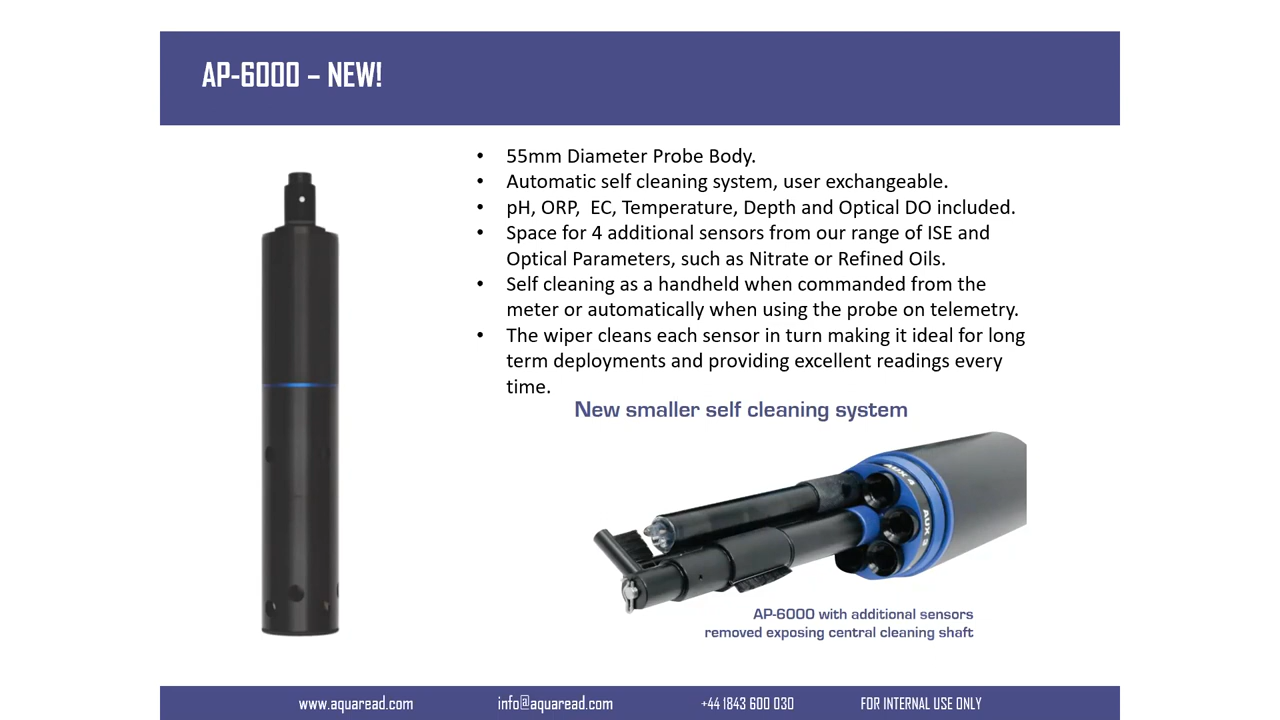 AP-6000 – NEW!
• 55mm Diameter Probe Body.
• Automatic self cleaning system, user exchangeable.
• pH, ORP,  EC, Temperature, Depth and Optical DO included.
• Space for 4 additional sensors from our range of ISE and
Optical Parameters, such as Nitrate or Refined Oils.
• Self cleaning as a handheld when commanded from the
meter or automatically when using the probe on telemetry.
• The wiper cleans each sensor in turn making it ideal for long
term deployments and providing excellent readings every
time.
New smaller self cleaning system
AUX
AUX
AP-6000 with additional sensors
removed exposing central cleaning shaft
www.aquaread.com
info@aquaread.com
+44 1843 600 030
FOR INTERNAL USE ONLY